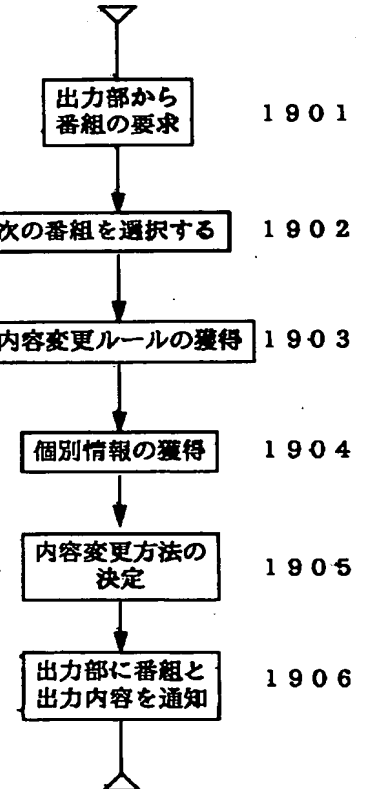 出力部から
番組の要求
1901
次の番組を選択する 1902
内容変更ルールの獲得 1903
個別情報の獲得 1904
内容変更方法の
決定
1905
出力部に番組と
出力内容を通知
1906